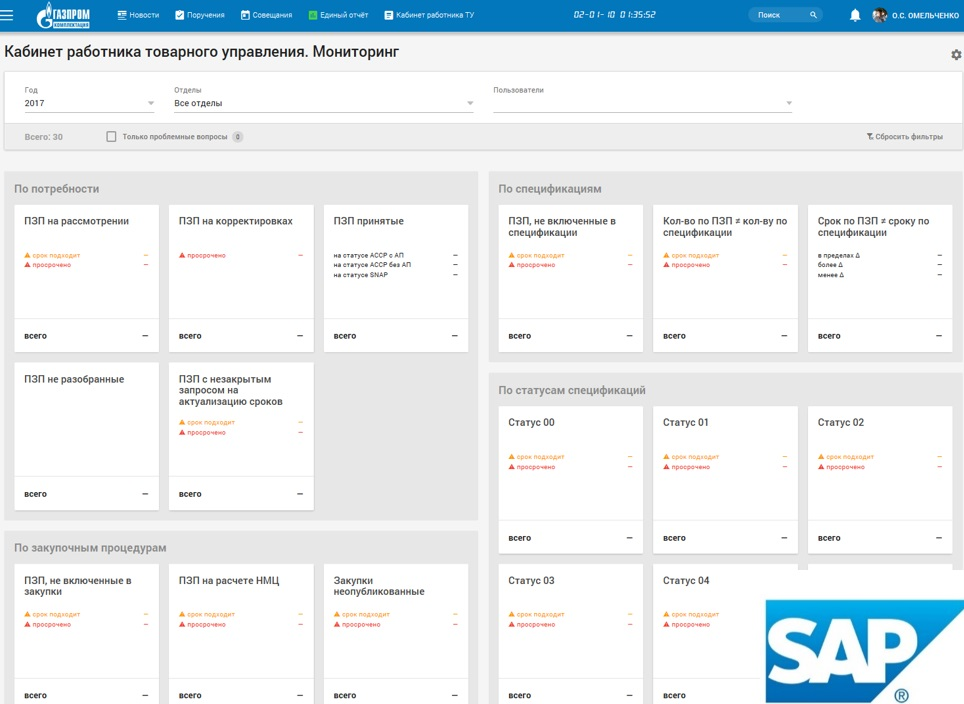 ГАЗПРОМ
КОМПЛЕКТАЦИЯ
Новости
Поручения
Совещания
Единый отчёт
Кабинет работника ТУ
02-01-10 01:35:52
Поиск
О.С. ОМЕЛЬЧЕНКО
Кабинет работника товарного управления. Мониторинг
Год
2017
Отделы
Все отделы
Пользователи
Всего: 30
Только проблемные вопросы 0
Сбросить фильтры
По потребности
ПЗП на рассмотрении
срок подходит –
просрочено –
всего –
ПЗП на корректировках
просрочено –
всего –
ПЗП принятые
на статусе АССР с АП –
на статусе АССР без АП –
на статусе SNAP –
всего –
ПЗП не разобранные
всего –
ПЗП с незакрытым
запросом на
актуализацию сроков
срок подходит –
просрочено –
всего –
По закупочным процедурам
ПЗП, не включенные в
закупки
срок подходит –
просрочено –
всего –
ПЗП на расчете НМЦ
срок подходит –
просрочено –
всего –
Закупки
неопубликованные
срок подходит –
просрочено –
всего –
По спецификациям
ПЗП, не включенные в
спецификации
срок подходит –
просрочено –
всего –
Кол-во по ПЗП ≠ кол-ву по
спецификации
срок подходит –
просрочено –
всего –
Срок по ПЗП ≠ сроку по
спецификации
в пределах Δ –
более Δ –
менее Δ –
всего –
По статусам спецификаций
Статус 00
срок подходит –
просрочено –
всего –
Статус 01
срок подходит –
просрочено –
всего –
Статус 02
срок подходит –
просрочено –
всего –
Статус 03
срок подходит –
просрочено –
всего –
Статус 04
срок подходит
просрочено
всего
SAP ®